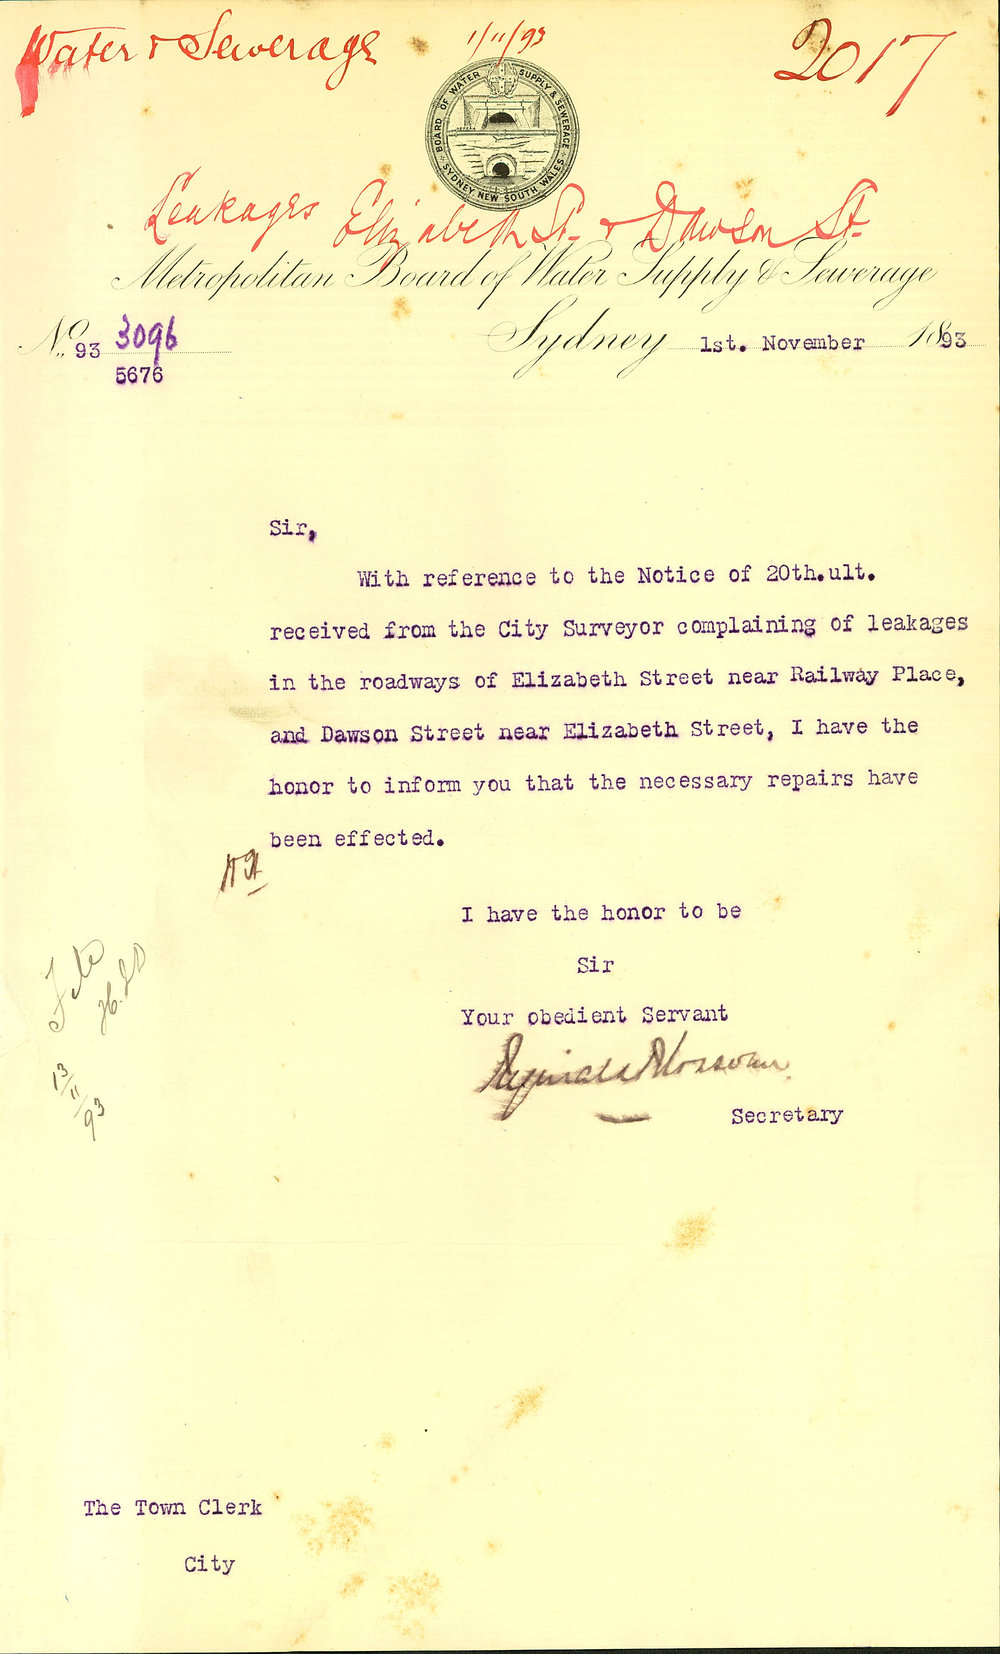 Water & Sewerage
1/11/93
2017
BOARD OF WATER SUPPLY & SEWERAGE
SYDNEY, NEW SOUTH WALES
Leakages Elizabeth St. & Dawson St.
Metropolitan Board of Water Supply & Sewerage
No. 93 3096
5676
Sydney 1st. November 1893
Sir,
With reference to the Notice of 20th.ult.
received from the City Surveyor complaining of leakages
in the roadways of Elizabeth Street near Railway Place,
and Dawson Street near Elizabeth Street, I have the
honor to inform you that the necessary repairs have
been effected.
I have the honor to be
Sir
Your obedient Servant
Secretary
13/11/93
The Town Clerk
City